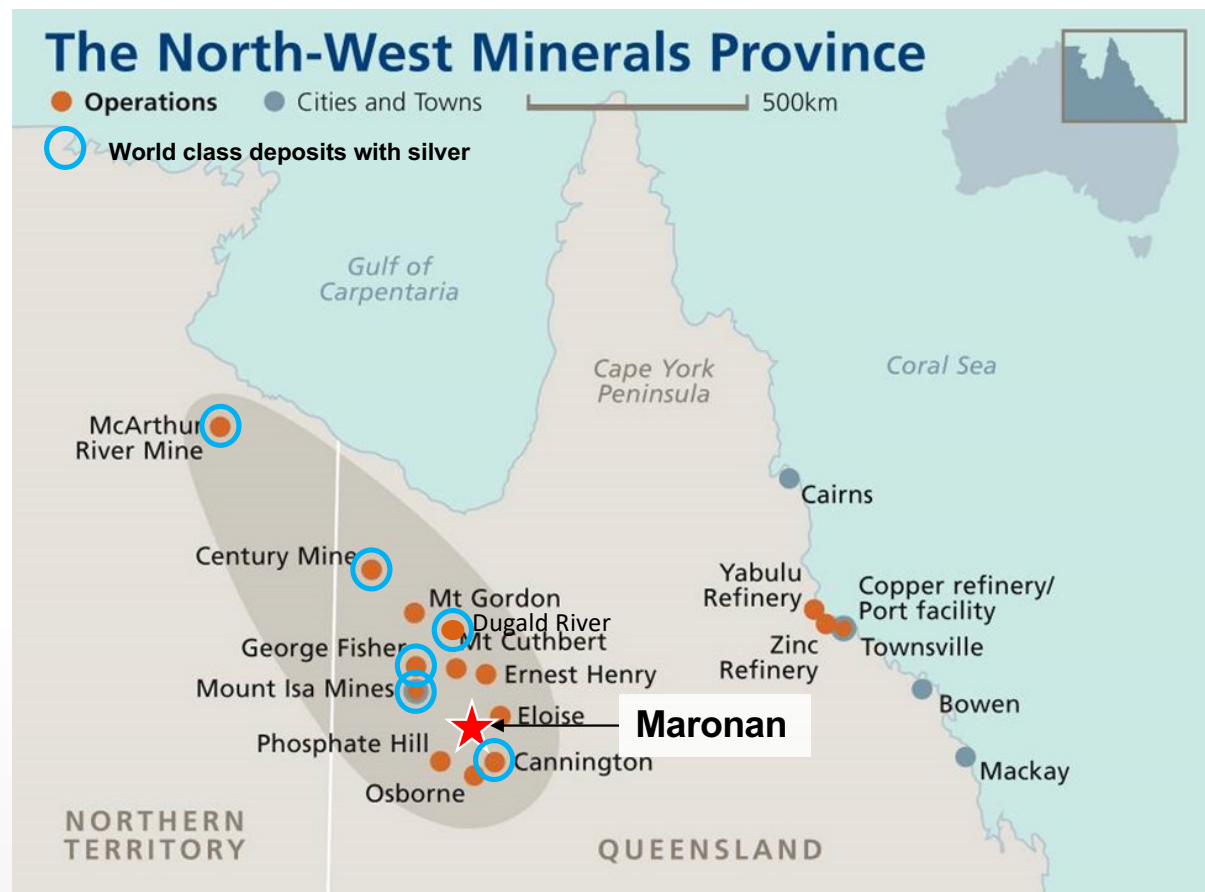 The North-West Minerals Province
Operations
Cities and Towns
500km
World class deposits with silver
Gulf of
Carpentaria
Cape York
Peninsula
Coral Sea
McArthur
River Mine
Cairns
Century Mine
Yabulu
Refinery
Copper refinery/
Port facility
Mt Gordon
Dugald River
Mt Cuthbert
George Fisher
Zinc
Refinery
Townsville
Ernest Henry
Mount Isa Mines
Bowen
Eloise
Maronan
Phosphate Hill
Cannington
Mackay
Osborne
NORTHERN
TERRITORY
QUEENSLAND